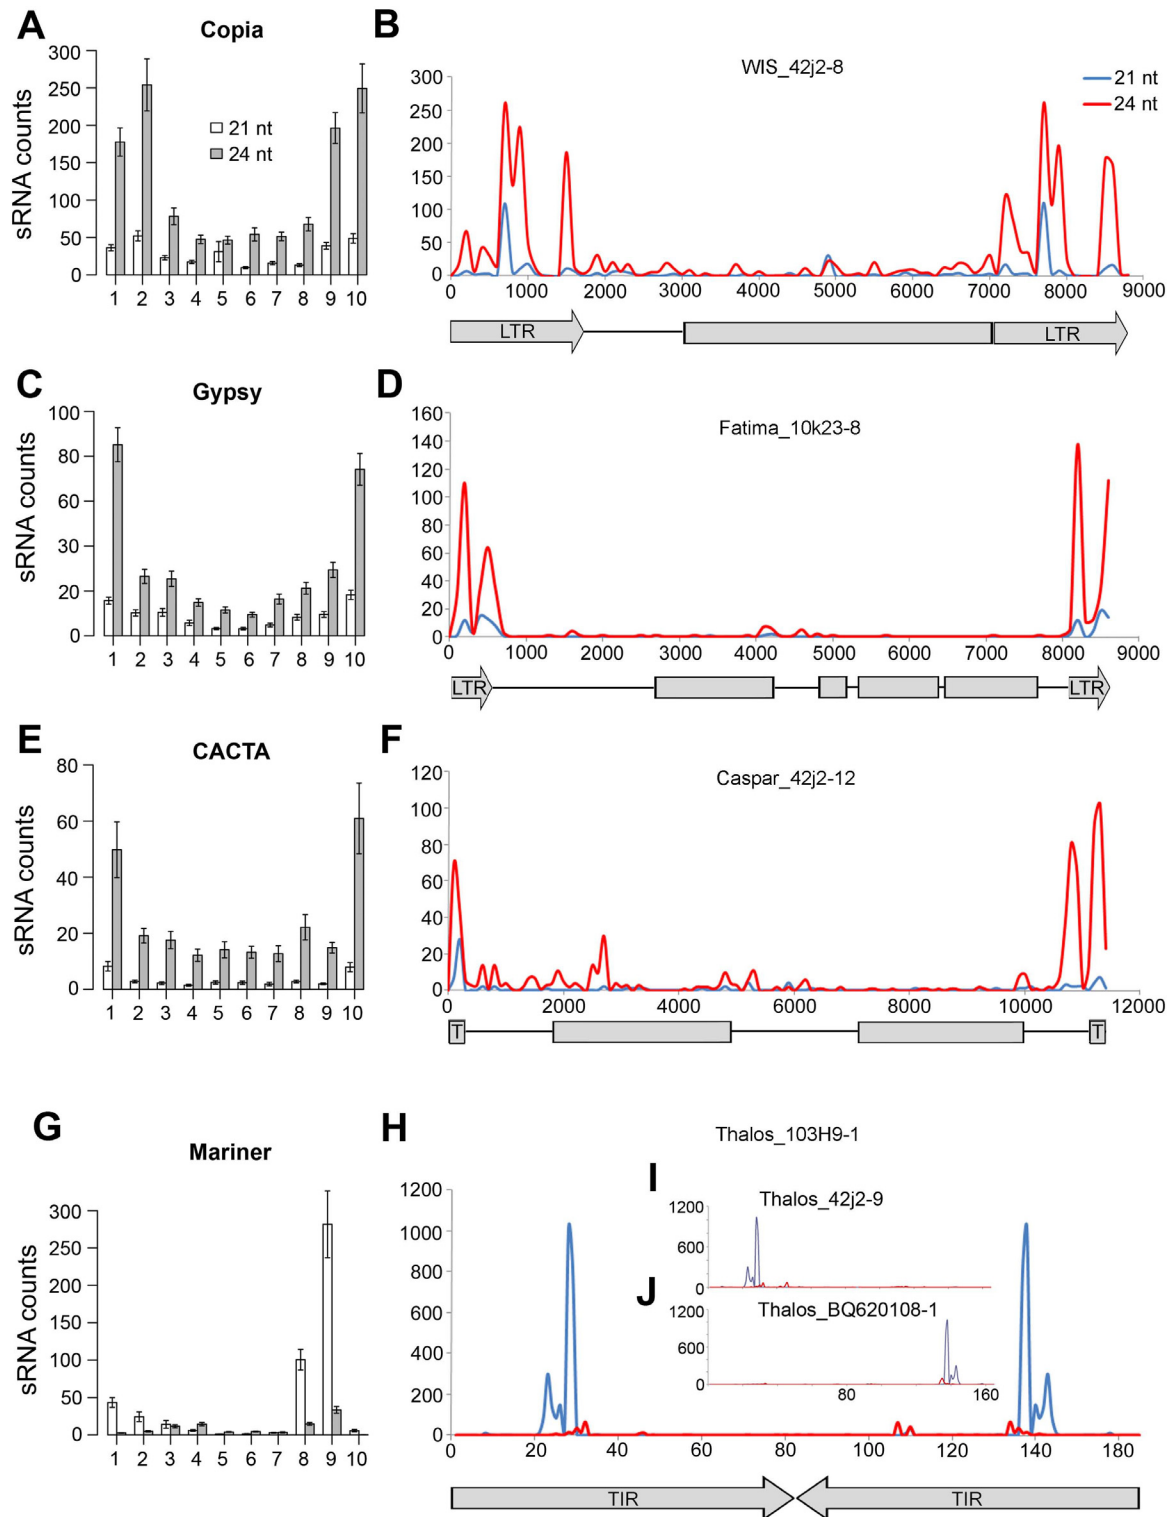 A
Copia
sRNA counts
300
250
200
150
100
50
0
21 nt
24 nt
1 2 3 4 5 6 7 8 9 10
B
WIS_42j2-8
21 nt
24 nt
300
250
200
150
100
50
0
0 1000 2000 3000 4000 5000 6000 7000 8000 9000
LTR LTR
C
Gypsy
sRNA counts
100
80
60
30
20
0
1 2 3 4 5 6 7 8 9 10
D
Fatima_10k23-8
160
140
120
100
80
60
40
20
0
0 1000 2000 3000 4000 5000 6000 7000 8000 9000
LTR LTR
E
CACTA
sRNA counts
80
60
40
20
0
1 2 3 4 5 6 7 8 9 10
F
Caspar_42j2-12
120
100
80
60
40
20
0
0 2000 4000 6000 8000 10000 12000
T T
G
Mariner
sRNA counts
300
250
200
150
100
50
0
1 2 3 4 5 6 7 8 9 10
H
Thalos_103H9-1
1200
1000
800
600
400
200
0
0 20 40 60 80 100 120 140 160 180
TIR TIR
I
Thalos_42j2-9
1200
600
0
J
Thalos_BQ620108-1
1200
600
0
80 160